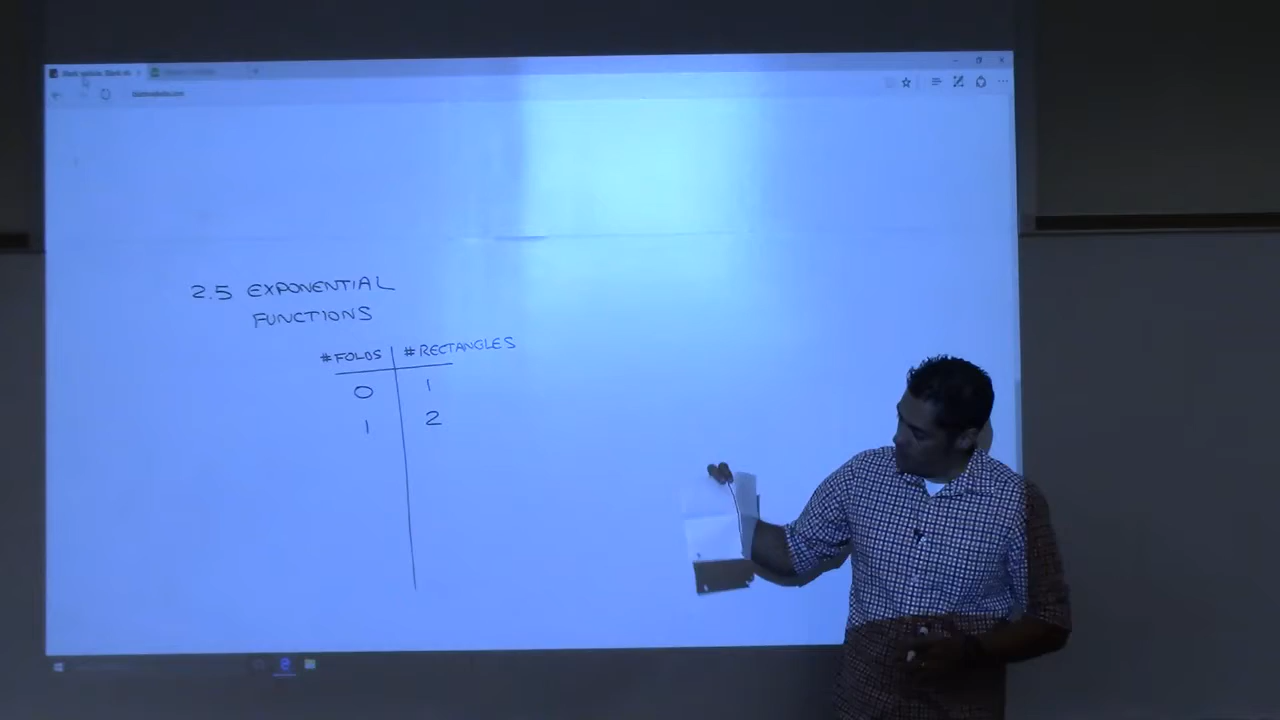 2.5 EXPONENTIAL
FUNCTIONS
#FOLDS #RECTANGLES
0 1
1 2